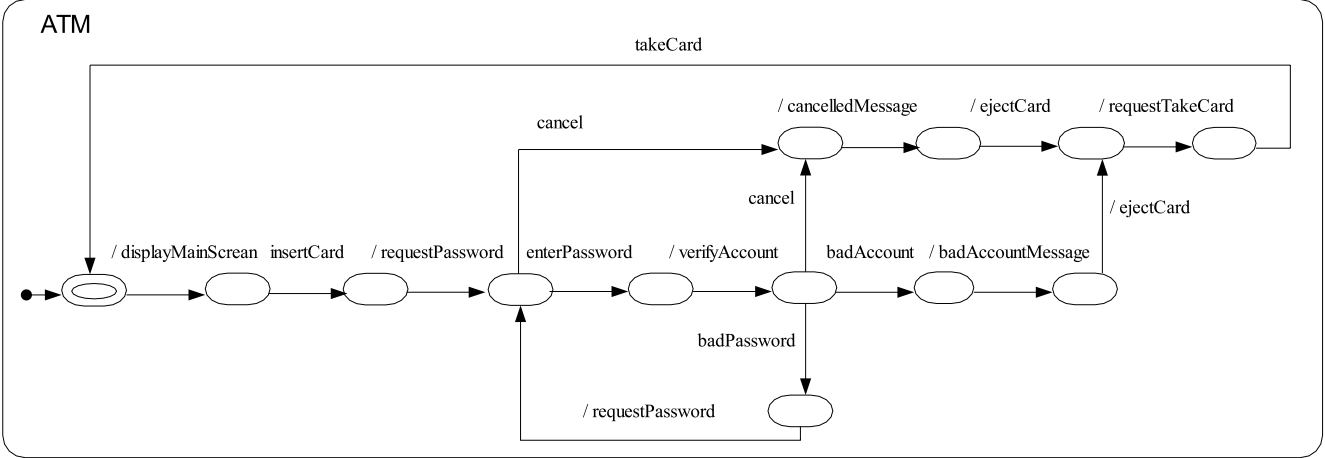 ATM
takeCard
/ cancelledMessage
/ ejectCard
/ requestTakeCard
cancel
cancel
/ ejectCard
/ displayMainScrean
insertCard
/ requestPassword
enterPassword
/ verifyAccount
badAccount
/ badAccountMessage
badPassword
/ requestPassword